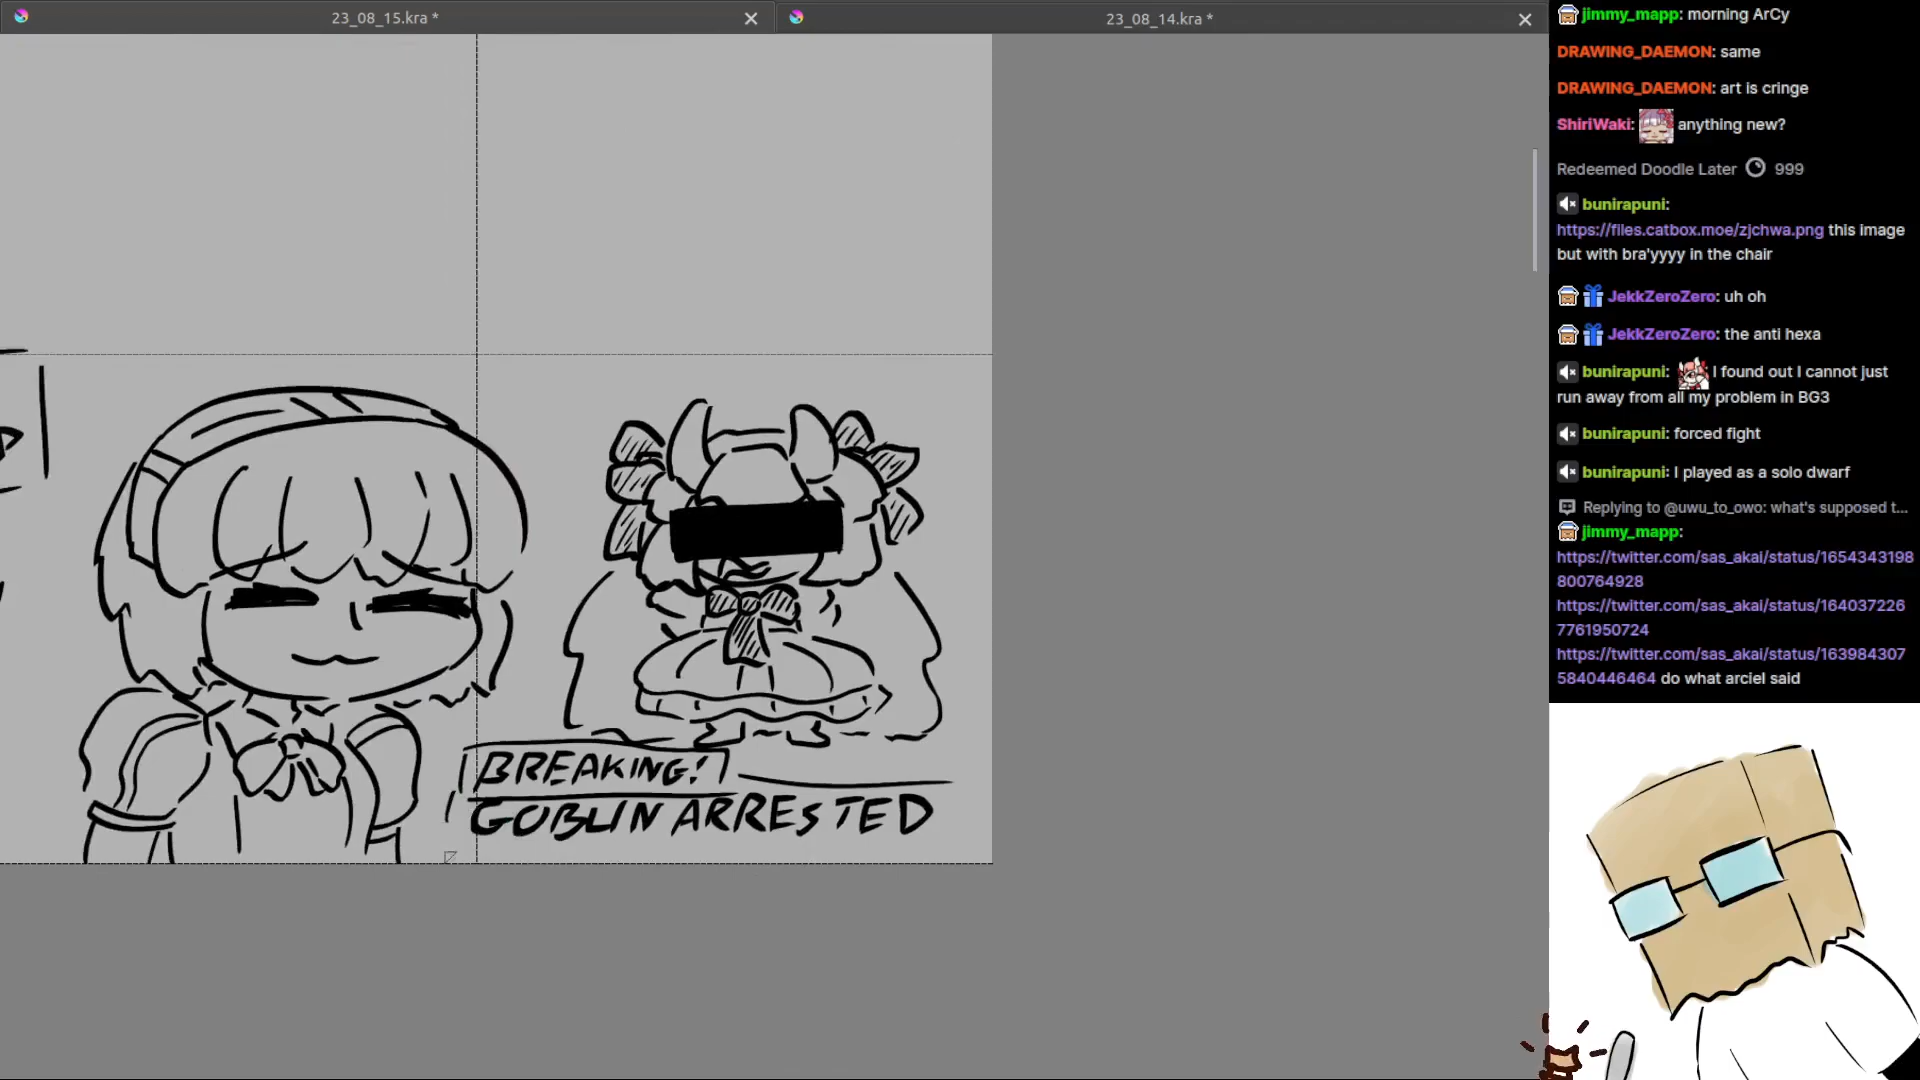 23_08_15.kra *
23_08_14.kra *
BREAKING!
GOBLIN ARRESTED
jimmy_mapp: morning ArCy
DRAWING_DAEMON: same
DRAWING_DAEMON: art is cringe
ShiriWaki: anything new?
Redeemed Doodle Later 999
bunirapuni:
https://files.catbox.moe/zjchwa.png this image
but with bra'yyyy in the chair
JekkZeroZero: uh oh
JekkZeroZero: the anti hexa
bunirapuni: I found out I cannot just
run away from all my problem in BG3
bunirapuni: forced fight
bunirapuni: I played as a solo dwarf
Replying to @uwu_to_owo: what's supposed t...
jimmy_mapp:
https://twitter.com/sas_akai/status/1654343198
800764928
https://twitter.com/sas_akai/status/164037226
7761950724
https://twitter.com/sas_akai/status/163984307
5840446464 do what arciel said